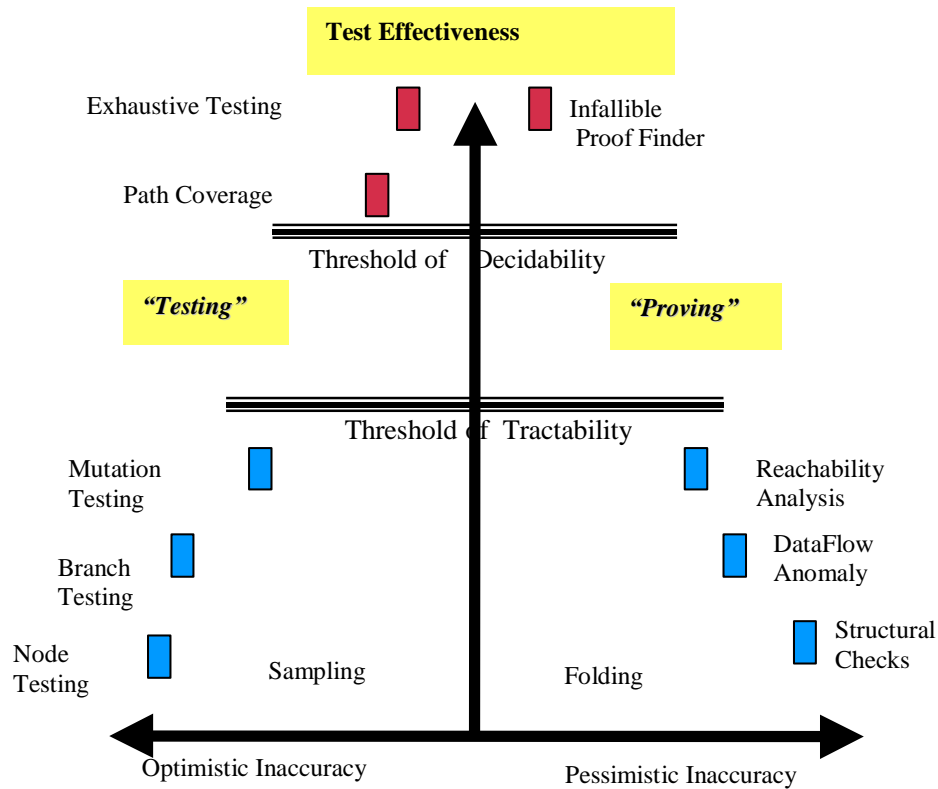 Test Effectiveness
Exhaustive Testing
Infallible
Proof Finder
Path Coverage
Threshold of Decidability
“Testing”
“Proving”
Threshold of Tractability
Mutation
Testing
Reachability
Analysis
Branch
Testing
DataFlow
Anomaly
Node
Testing
Sampling
Folding
Structural
Checks
Optimistic Inaccuracy
Pessimistic Inaccuracy